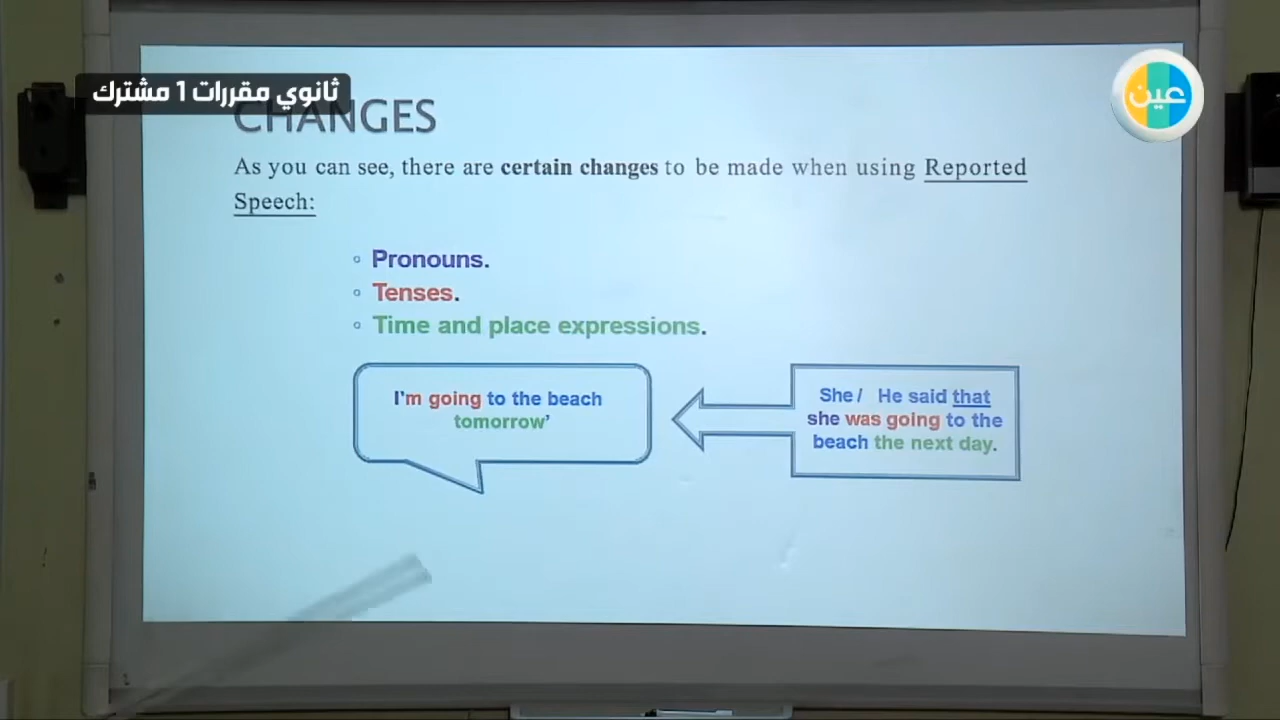 ثانوي مقررات 1 مشترك
عين
CHANGES
As you can see, there are certain changes to be made when using Reported
Speech:
Pronouns.
Tenses.
Time and place expressions.
I'm going to the beach
tomorrow'
She / He said that
she was going to the
beach the next day.